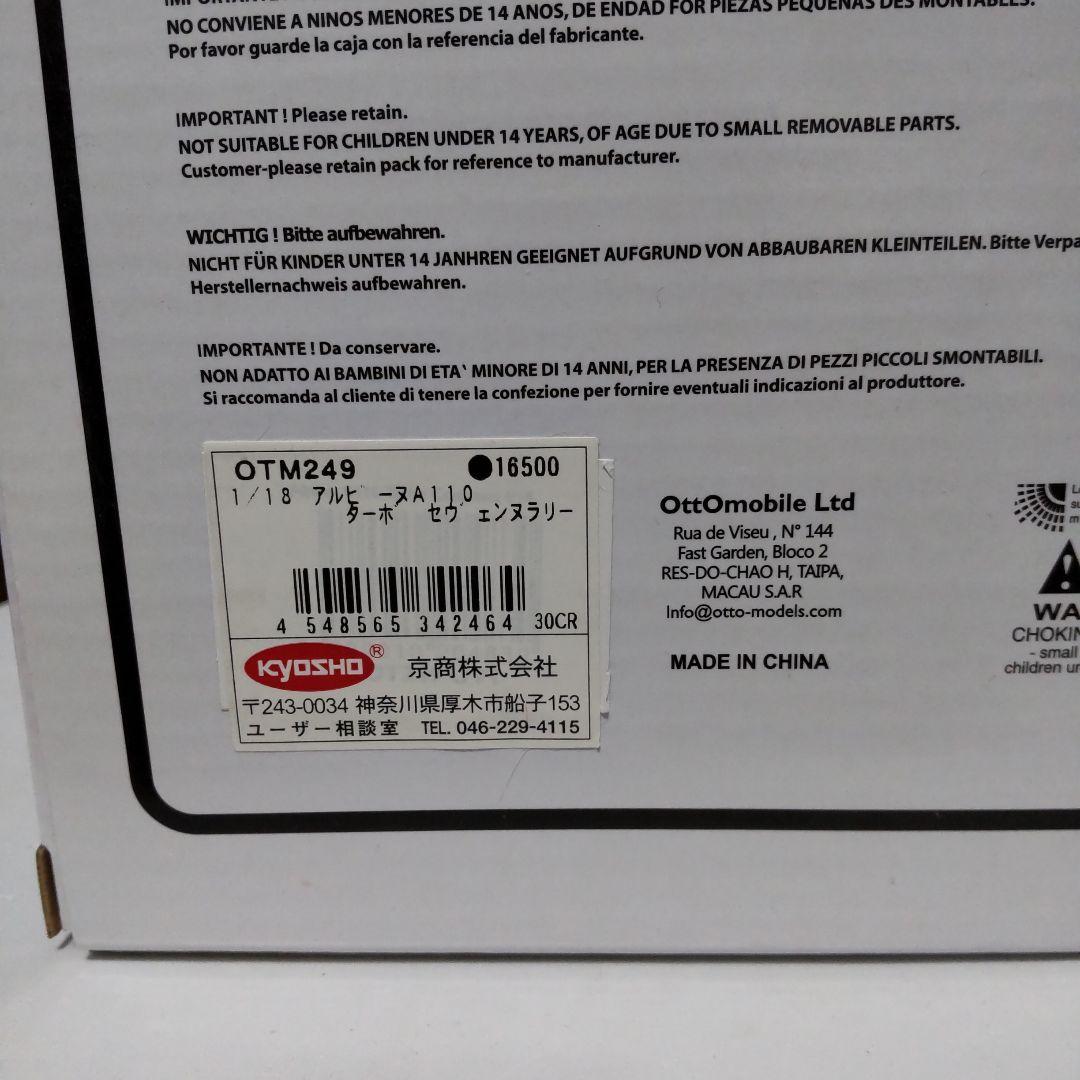 NO CONVIENE A NINOS MENORES DE 14 ANOS, DE ENDAD FOR PIEZAS PEQUENAS DES MONTABLES.
Por favor guarde la caja con la referencia del fabricante.
IMPORTANT ! Please retain.
NOT SUITABLE FOR CHILDREN UNDER 14 YEARS, OF AGE DUE TO SMALL REMOVABLE PARTS.
Customer-please retain pack for reference to manufacturer.
WICHTIG ! Bitte aufbewahren.
NICHT FÜR KINDER UNTER 14 JANHREN GEEIGNET AUFGRUND VON ABBAUBAREN KLEINTEILEN. Bitte Verpa
Herstellernachweis aufbewahren.
IMPORTANTE ! Da conservare.
NON ADATTO AI BAMBINI DI ETA' MINORE DI 14 ANNI, PER LA PRESENZA DI PEZZI PICCOLI SMONTABILI.
Si raccomanda al cliente di tenere la confezione per fornire eventuali indicazioni al produttore.
OTM249 ●16500
1/18 アルピーヌA110
ターボ セヴェンヌラリー
4 548565 342464 30CR
KYOSHO® 京商株式会社
〒243-0034 神奈川県厚木市船子153
ユーザー相談室 TEL. 046-229-4115
OttOmobile Ltd
Rua de Viseu , N° 144
Fast Garden, Bloco 2
RES-DO-CHAO H, TAIPA,
MACAU S.A.R
Info@otto-models.com
MADE IN CHINA
WA
CHOKIN
- small
children un